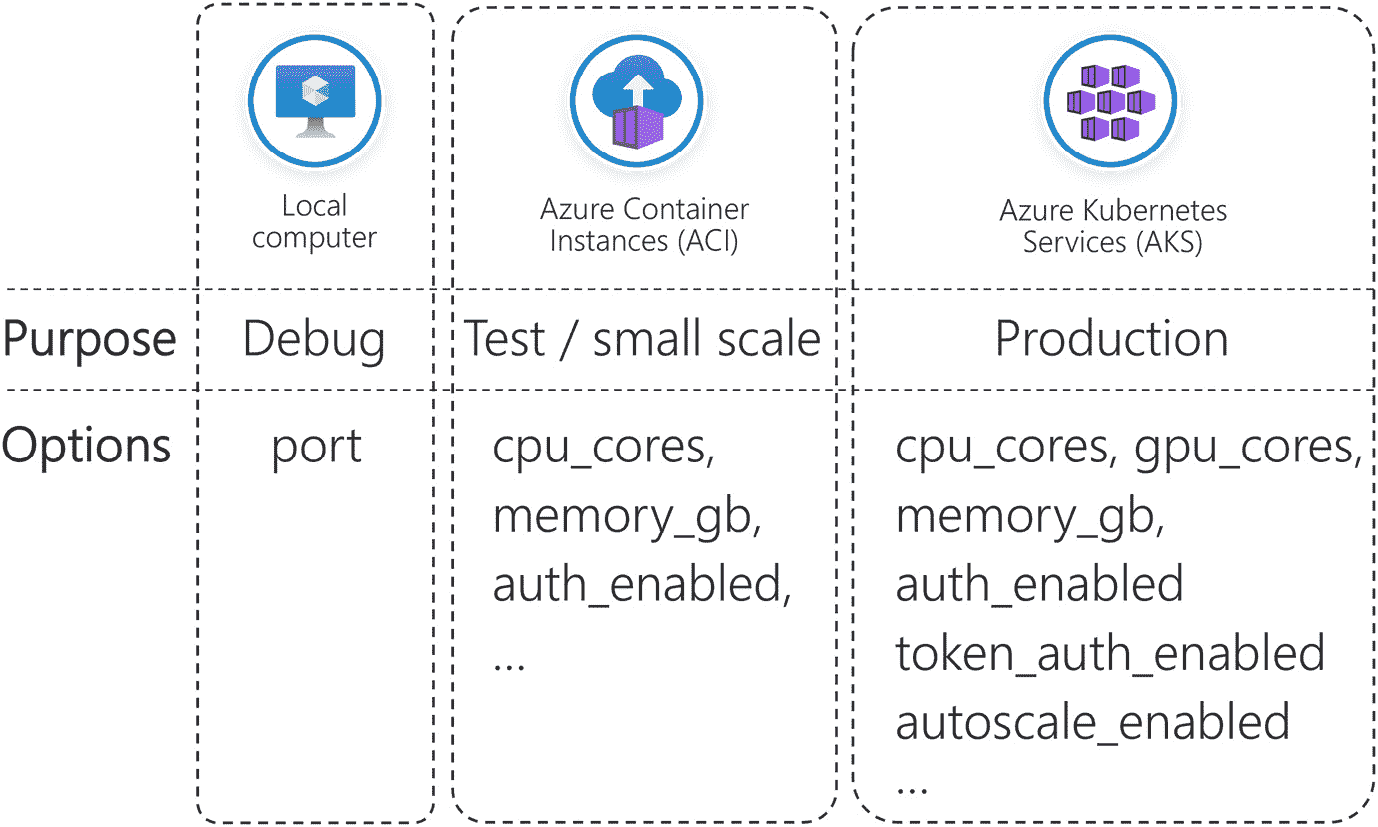 Local
computer
Azure Container
Instances (ACI)
Azure Kubernetes
Services (AKS)
Purpose
Debug
Test / small scale
Production
Options
port
cpu_cores,
memory_gb,
auth_enabled,
...
cpu_cores, gpu_cores,
memory_gb,
auth_enabled
token_auth_enabled
autoscale_enabled
...